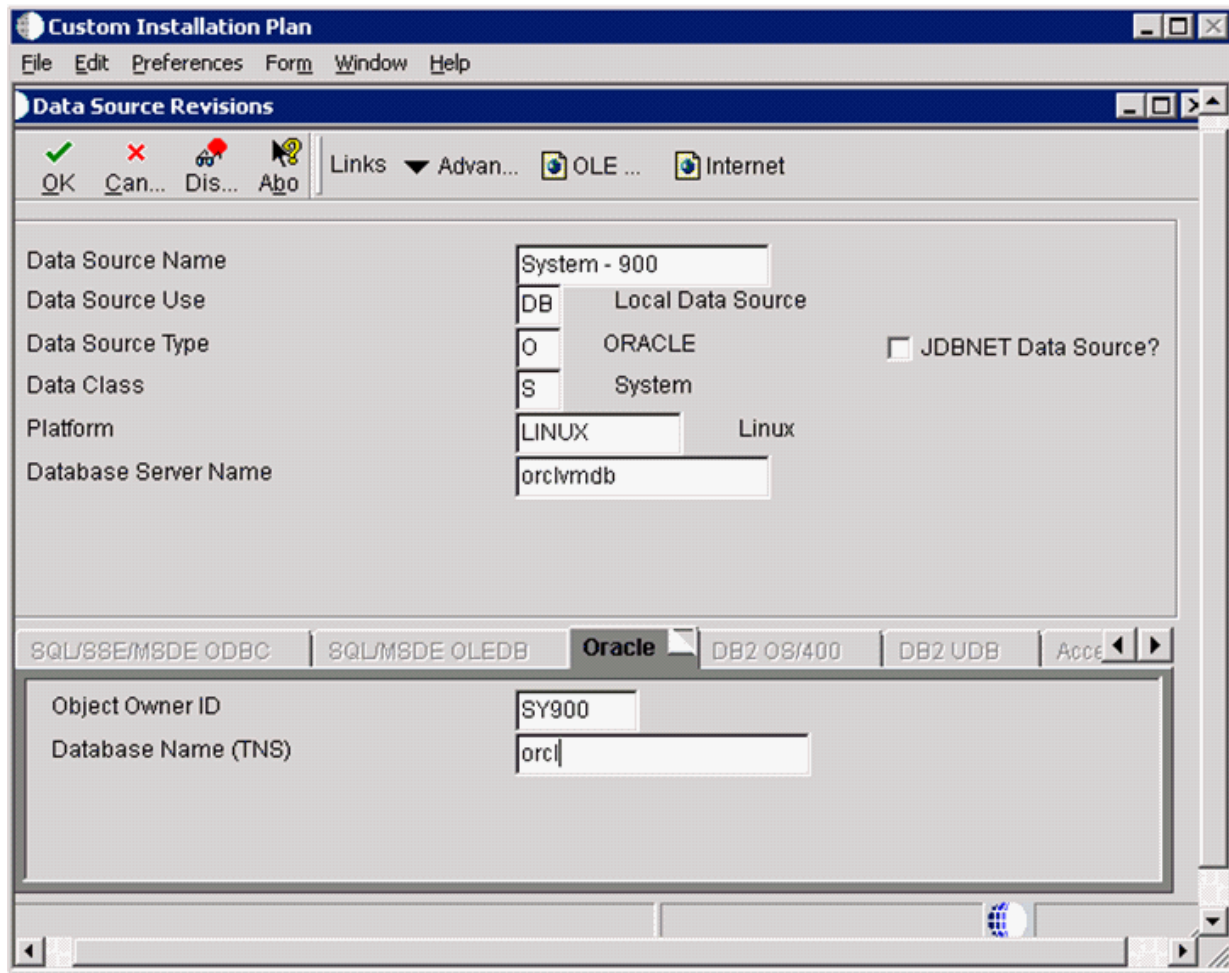 Custom Installation Plan
File Edit Preferences Form Window Help
Data Source Revisions
OK Can... Dis... Abo Links Advan... OLE ... Internet
Data Source Name System - 900
Data Source Use DB Local Data Source
Data Source Type O ORACLE JDBNET Data Source?
Data Class S System
Platform LINUX Linux
Database Server Name orclvmdb
SQL/SSE/MSDE ODBC SQL/MSDE OLEDB Oracle DB2 OS/400 DB2 UDB Acce
Object Owner ID SY900
Database Name (TNS) orcl